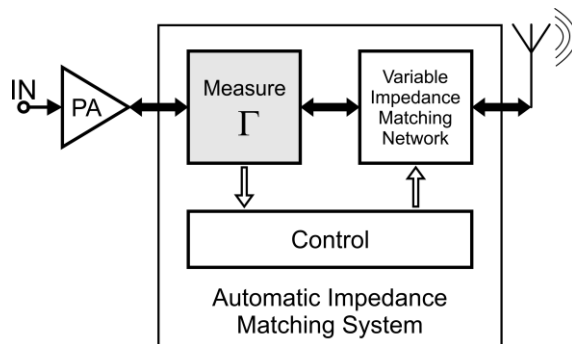 IN
PA
Measure
Γ
Variable
Impedance
Matching
Network
Control
Automatic Impedance
Matching System